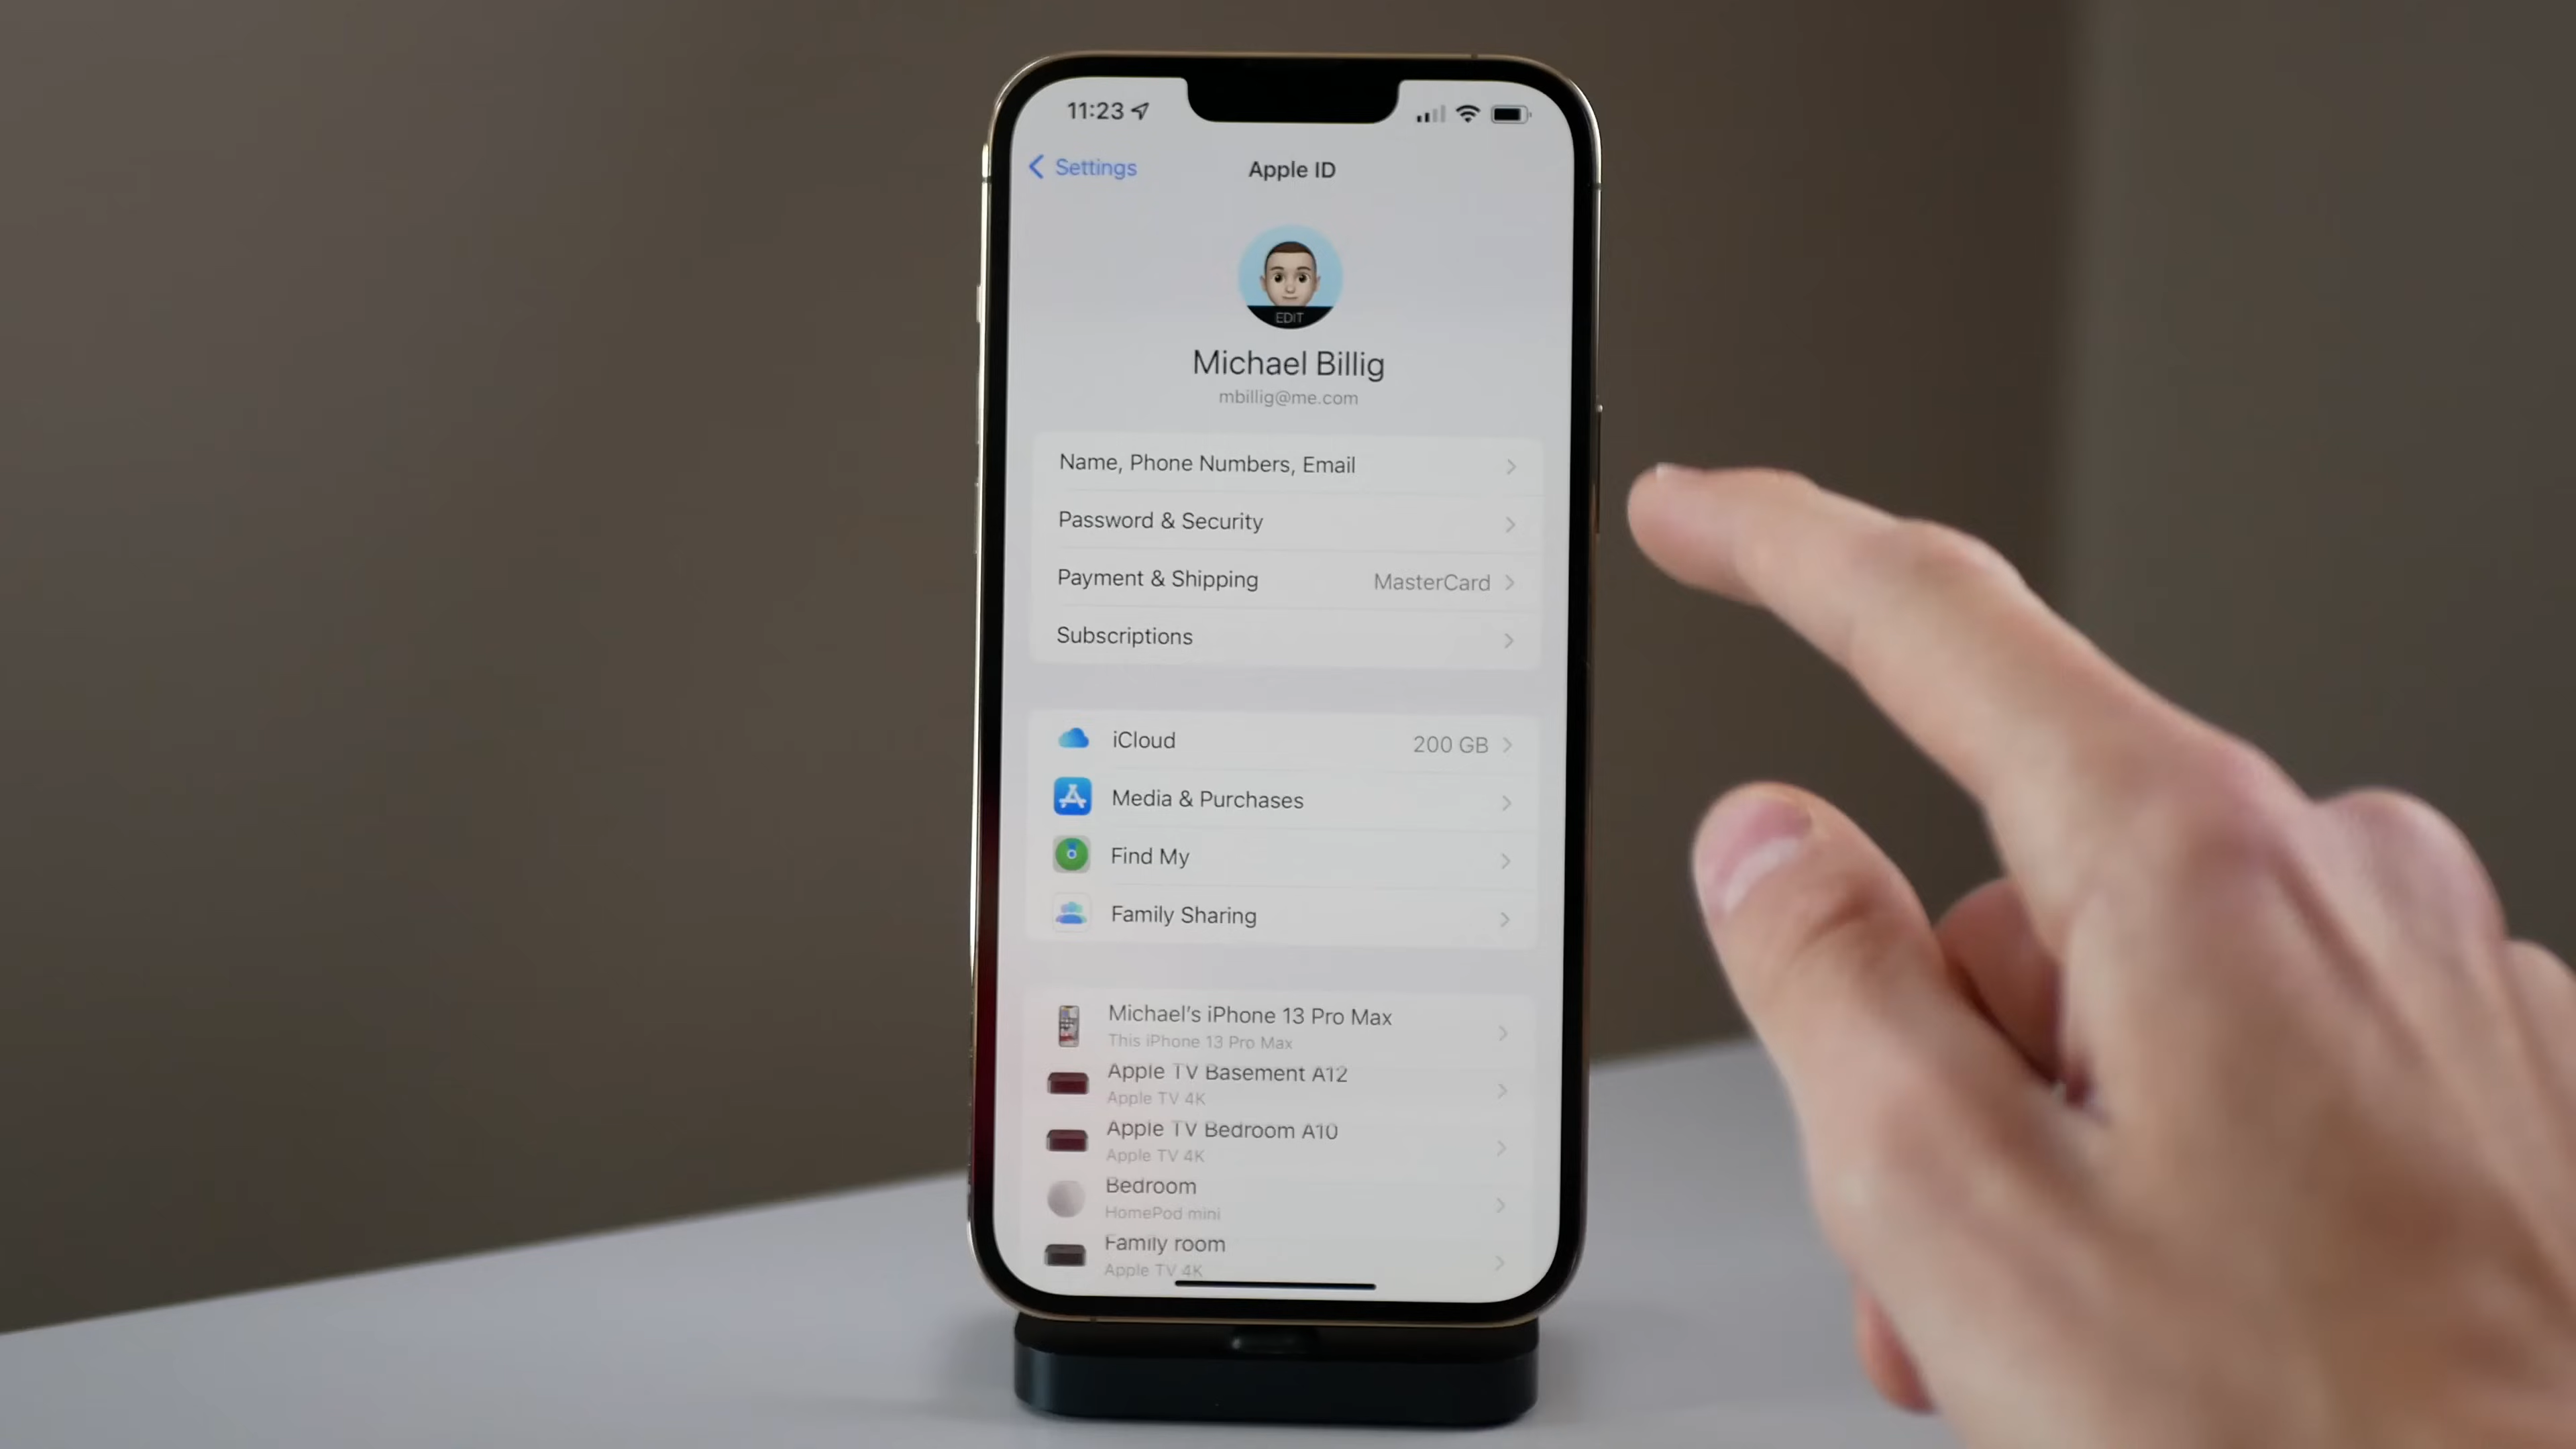 11:23
Settings
Apple ID
EDIT
Michael Billig
mbillig@me.com
Name, Phone Numbers, Email
Password & Security
Payment & Shipping MasterCard
Subscriptions
iCloud 200 GB
Media & Purchases
Find My
Family Sharing
Michael's iPhone 13 Pro Max
This iPhone 13 Pro Max
Apple TV Basement A12
Apple TV 4K
Apple TV Bedroom A10
Apple TV 4K
Bedroom
HomePod mini
Family room
Apple TV 4K